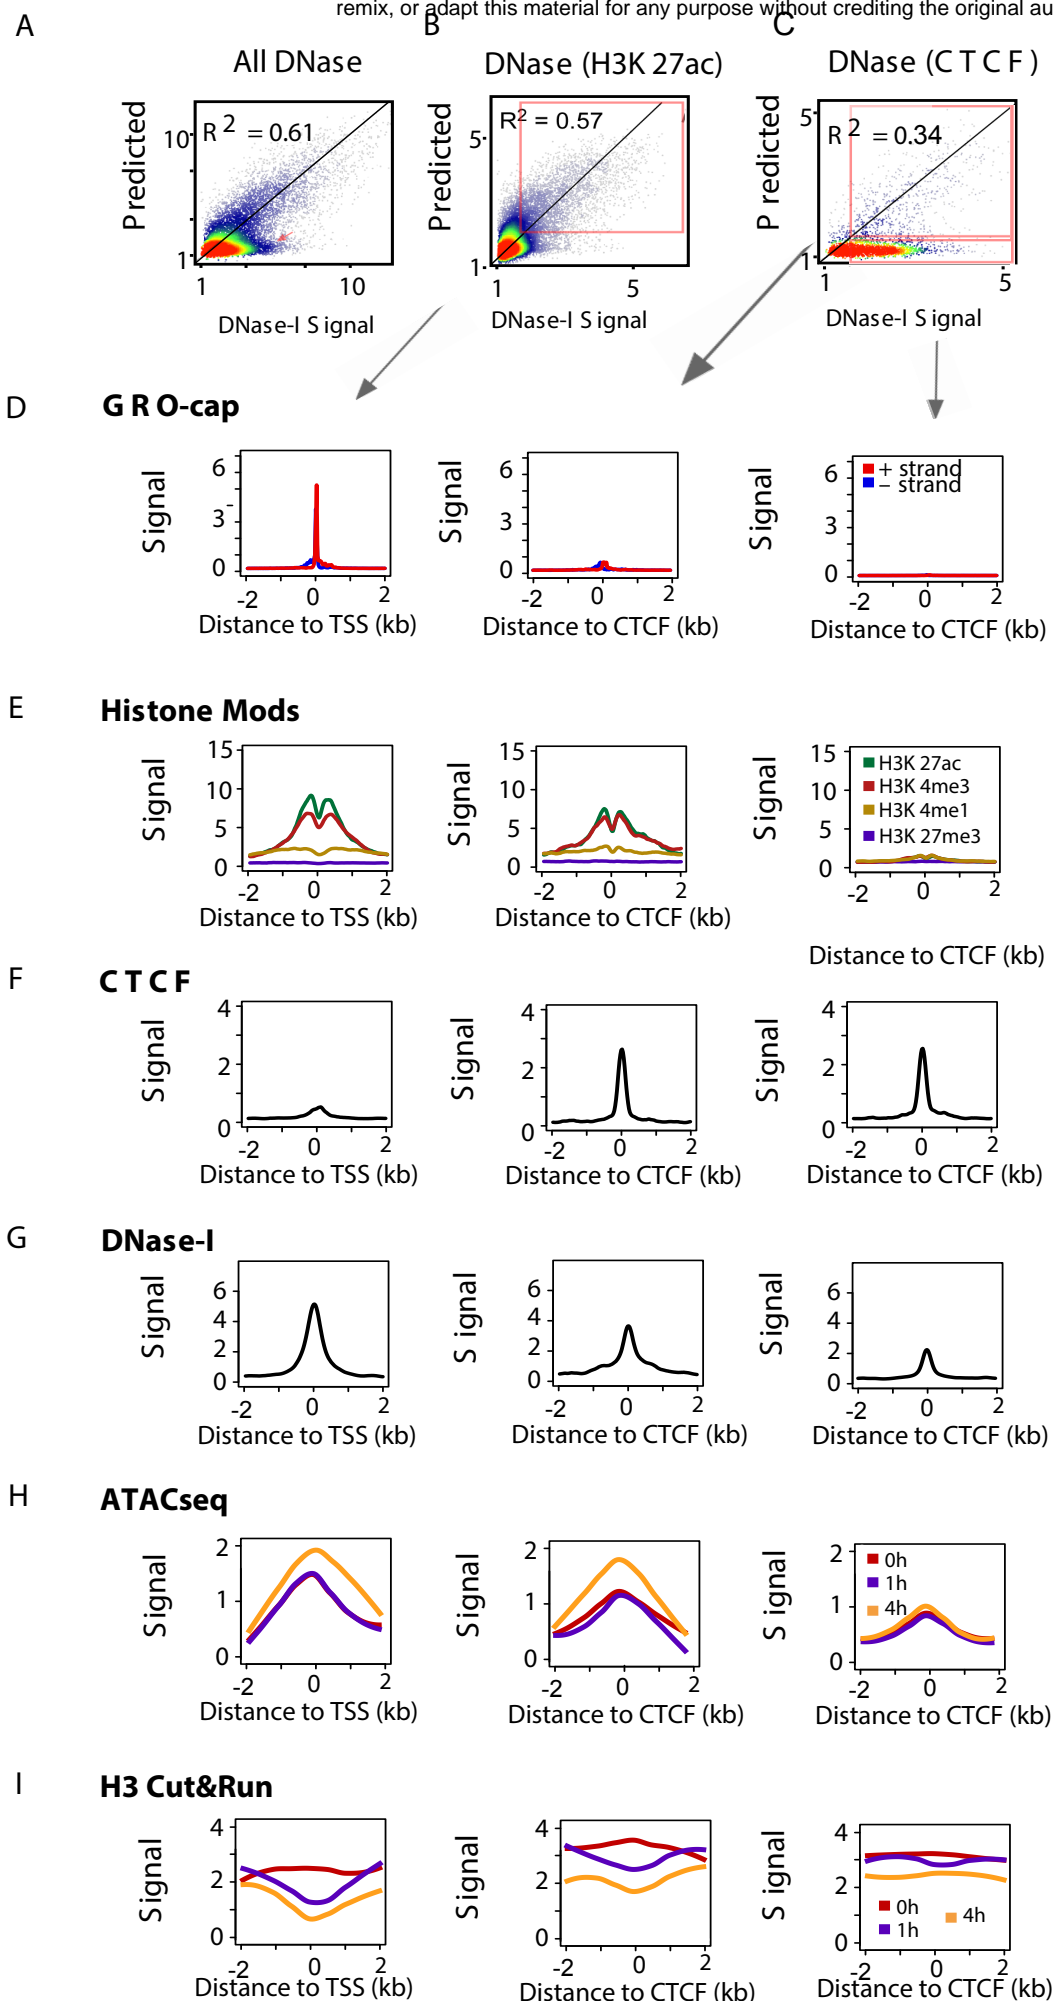 remix, or adapt this material for any purpose without crediting the original au
A
B
C
All DNase
DNase (H3K 27ac)
DNase (C T C F )
Predicted
10
R 2 = 0.61
1
1
10
DNase-I S ignal
Predicted
5
R2 = 0.57
1
1
5
DNase-I S ignal
P redicted
5
R 2 = 0.34
1
1
5
DNase-I S ignal
D
G R O-cap
Signal
6
3
0
-2
0
2
Distance to TSS (kb)
Signal
6
3
0
-2
0
2
Distance to CTCF (kb)
Signal
6
3
0
+ strand
− strand
-2
0
2
Distance to CTCF (kb)
E
Histone Mods
Signal
15
10
5
0
-2
0
2
Distance to TSS (kb)
Signal
15
10
5
0
-2
0
2
Distance to CTCF (kb)
Signal
15
10
5
0
H3K 27ac
H3K 4me3
H3K 4me1
H3K 27me3
-2
0
2
Distance to CTCF (kb)
F
C T C F
Signal
4
2
0
-2
0
2
Distance to TSS (kb)
Signal
4
2
0
-2
0
2
Distance to CTCF (kb)
Signal
4
2
0
-2
0
2
Distance to CTCF (kb)
G
DNase-I
Signal
6
4
2
0
-2
0
2
Distance to TSS (kb)
S ignal
6
4
2
0
-2
0
2
Distance to CTCF (kb)
Signal
6
4
2
0
-2
0
2
Distance to CTCF (kb)
H
ATACseq
Signal
2
1
0
-2
0
2
Distance to TSS (kb)
Signal
2
1
0
-2
0
2
Distance to CTCF (kb)
S ignal
2
1
0
0h
1h
4h
-2
0
2
Distance to CTCF (kb)
I
H3 Cut&Run
Signal
4
2
0
-2
0
2
Distance to TSS (kb)
Signal
4
2
0
-2
0
2
Distance to CTCF (kb)
S ignal
4
2
0
0h
1h
4h
-2
0
2
Distance to CTCF (kb)